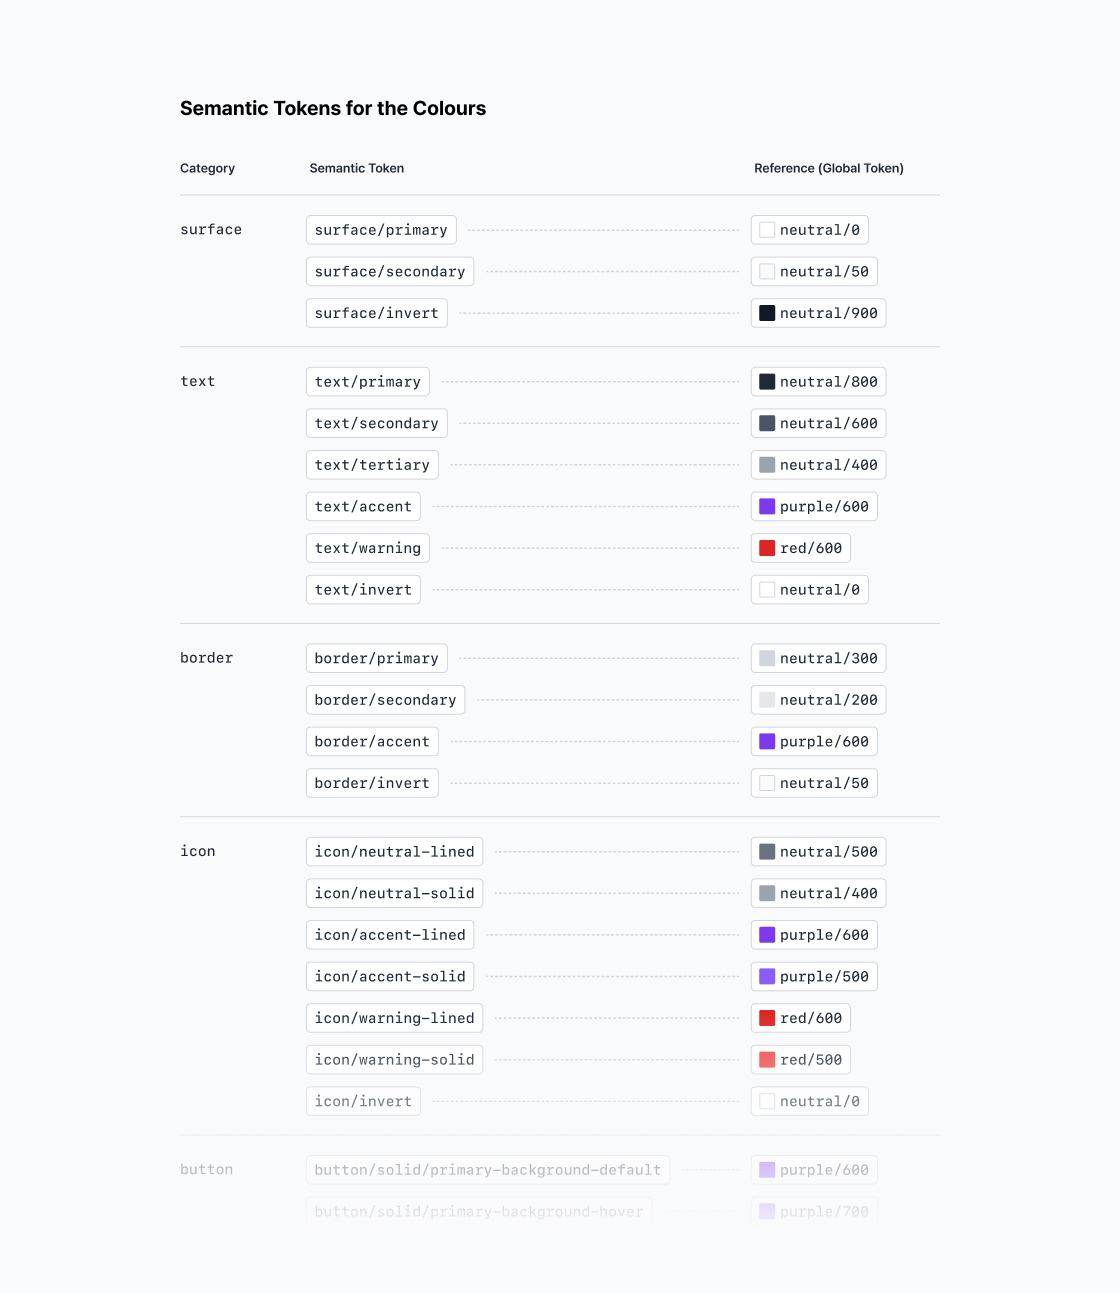 Semantic Tokens for the Colours
Category Semantic Token Reference (Global Token)
surface surface/primary neutral/0
surface/secondary neutral/50
surface/invert neutral/900
text text/primary neutral/800
text/secondary neutral/600
text/tertiary neutral/400
text/accent purple/600
text/warning red/600
text/invert neutral/0
border border/primary neutral/300
border/secondary neutral/200
border/accent purple/600
border/invert neutral/50
icon icon/neutral-lined neutral/500
icon/neutral-solid neutral/400
icon/accent-lined purple/600
icon/accent-solid purple/500
icon/warning-lined red/600
icon/warning-solid red/500
icon/invert neutral/0
button button/solid/primary-background-default purple/600
button/solid/primary-background-hover purple/700